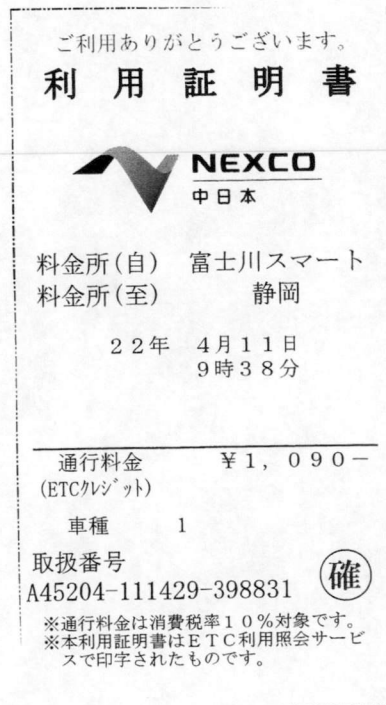 ご利用ありがとうございます。
利用証明書
NEXCO
中日本
料金所(自) 富士川スマート
料金所(至) 静岡
22年 4月11日
9時38分
通行料金 ¥1,090−
(ETCクレジット)
車種 1
取扱番号
確
A45204-111429-398831
※通行料金は消費税率10%対象です。
※本利用証明書はETC利用照会サービ
スで印字されたものです。